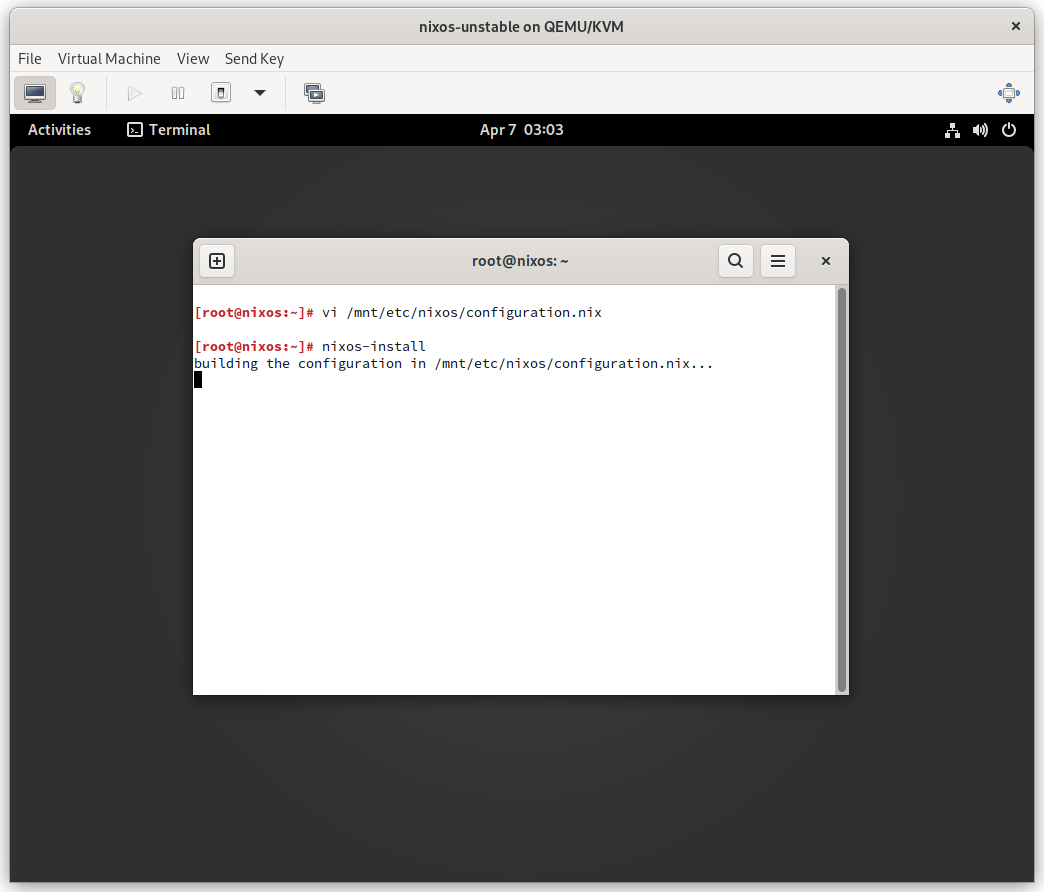 nixos-unstable on QEMU/KVM
File Virtual Machine View Send Key
Activities Terminal Apr 7 03:03
root@nixos: ~
[root@nixos:~]# vi /mnt/etc/nixos/configuration.nix
[root@nixos:~]# nixos-install
building the configuration in /mnt/etc/nixos/configuration.nix...